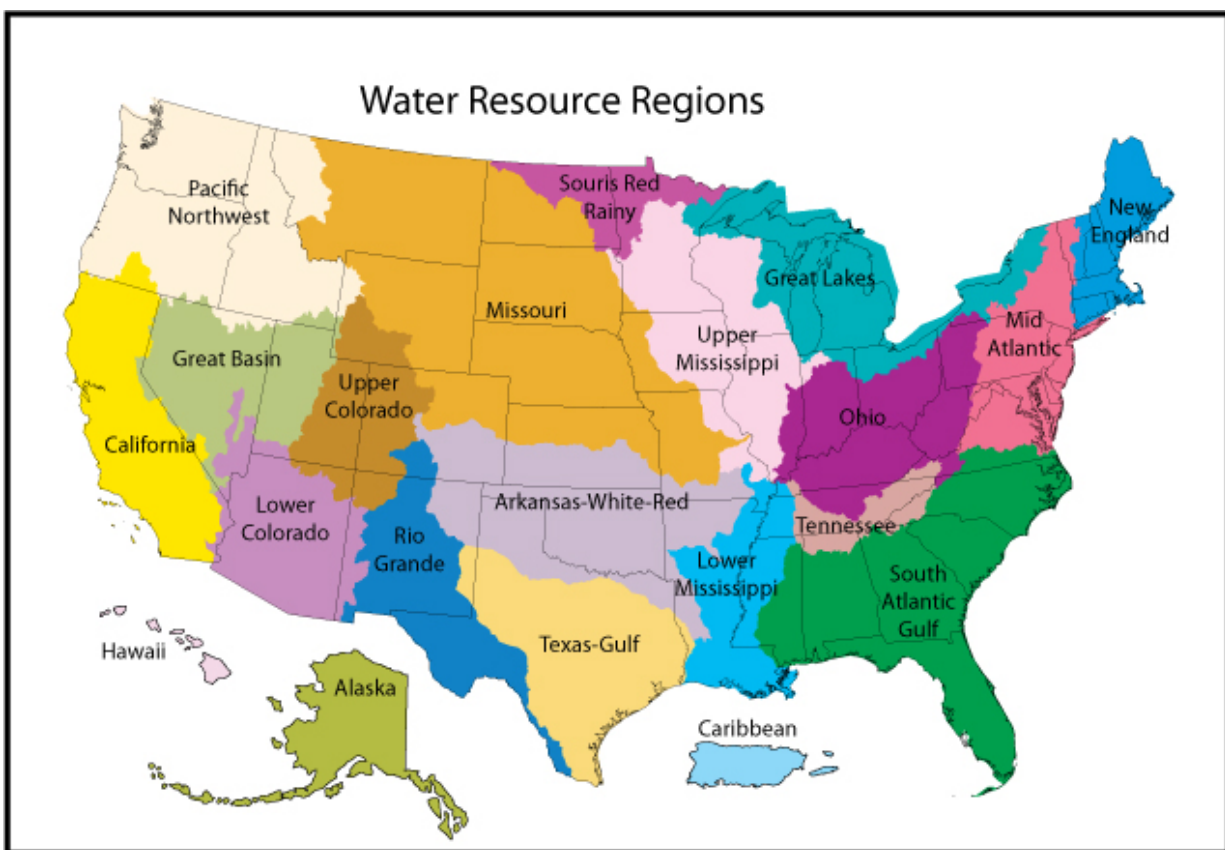 Water Resource Regions
Pacific
Northwest
Souris Red
Rainy
New
England
Great Lakes
Missouri
Mid
Atlantic
Upper
Mississippi
Great Basin
Upper
Colorado
Ohio
California
Arkansas-White-Red
Lower
Colorado
Tennessee
Rio
Grande
Lower
Mississippi
South
Atlantic
Gulf
Texas-Gulf
Hawaii
Alaska
Caribbean